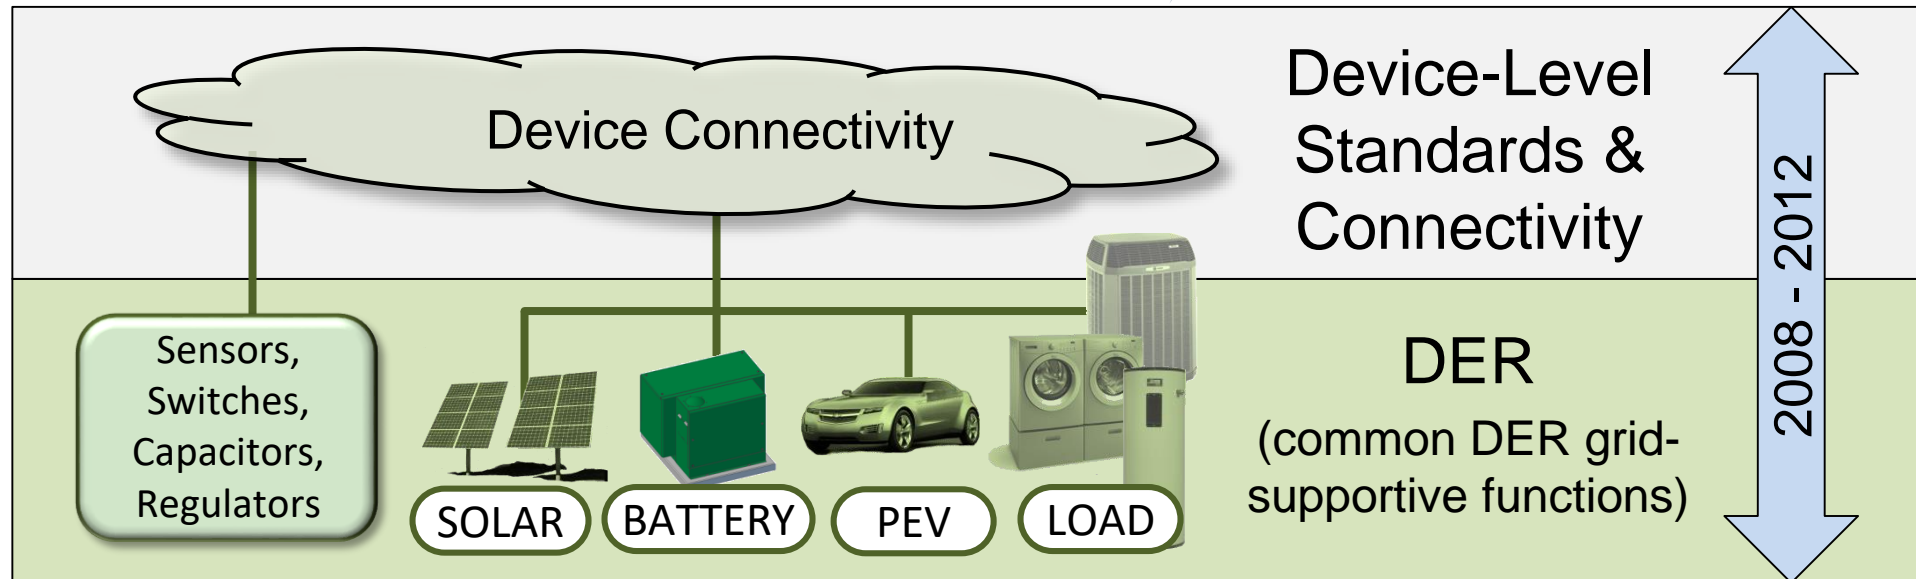 Device Connectivity
Device-Level
Standards &
Connectivity
2008 - 2012
Sensors,
Switches,
Capacitors,
Regulators
SOLAR
BATTERY
PEV
LOAD
DER
(common DER grid-
supportive functions)